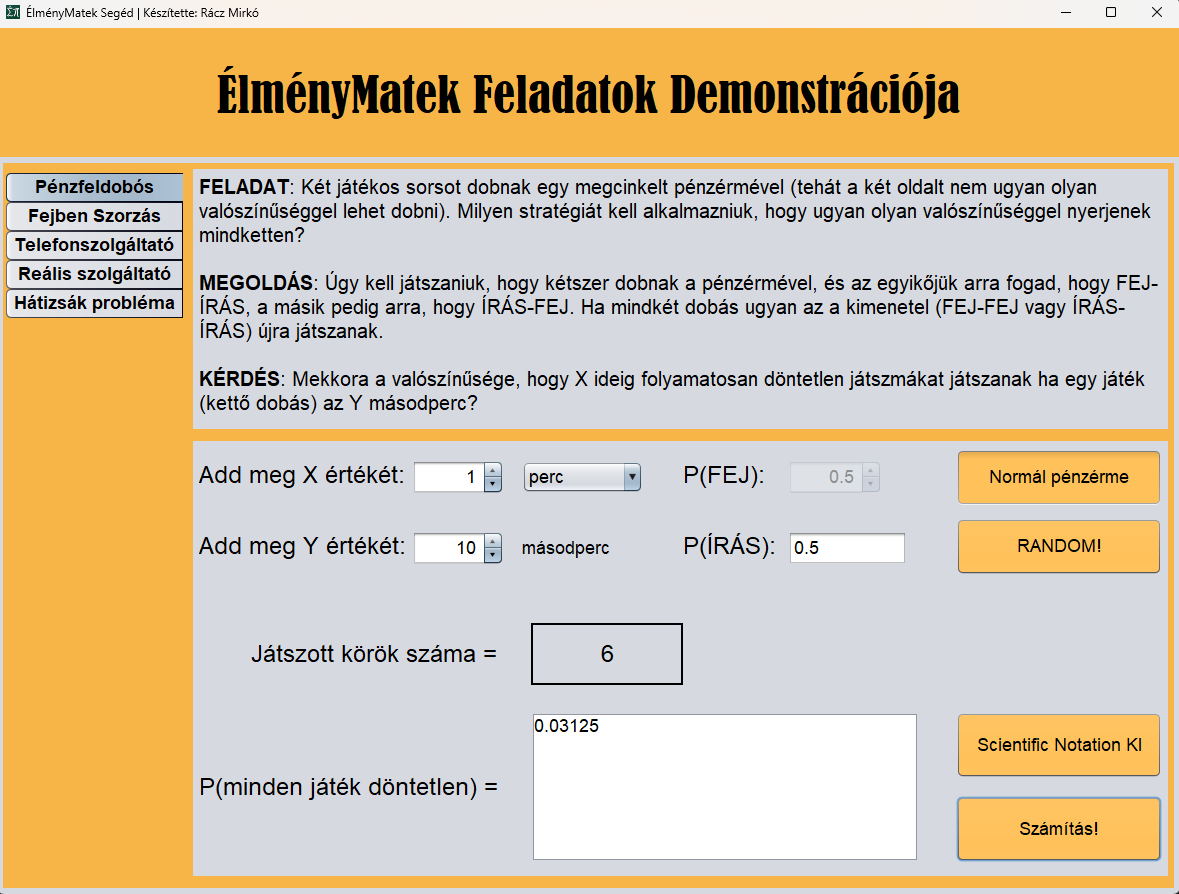 ÉlményMatek Segéd | Készítette: Rácz Mirkó
ÉlményMatek Feladatok Demonstrációja
Pénzfeldobós
Fejben Szorzás
Telefonszolgáltató
Reális szolgáltató
Hátizsák probléma
FELADAT: Két játékos sorsot dobnak egy megcinkelt pénzérmével (tehát a két oldalt nem ugyan olyan
valószínűséggel lehet dobni). Milyen stratégiát kell alkalmazniuk, hogy ugyan olyan valószínűséggel nyerjenek
mindketten?
MEGOLDÁS: Úgy kell játszaniuk, hogy kétszer dobnak a pénzérmével, és az egyikőjük arra fogad, hogy FEJ-
ÍRÁS, a másik pedig arra, hogy ÍRÁS-FEJ. Ha mindkét dobás ugyan az a kimenetel (FEJ-FEJ vagy ÍRÁS-
ÍRÁS) újra játszanak.
KÉRDÉS: Mekkora a valószínűsége, hogy X ideig folyamatosan döntetlen játszmákat játszanak ha egy játék
(kettő dobás) az Y másodperc?
Add meg X értékét: 1 perc P(FEJ): 0.5 Normál pénzérme
Add meg Y értékét: 10 másodperc P(ÍRÁS): 0.5 RANDOM!
Játszott körök száma = 6
0.03125
Scientific Notation KI
P(minden játék döntetlen) =
Számítás!